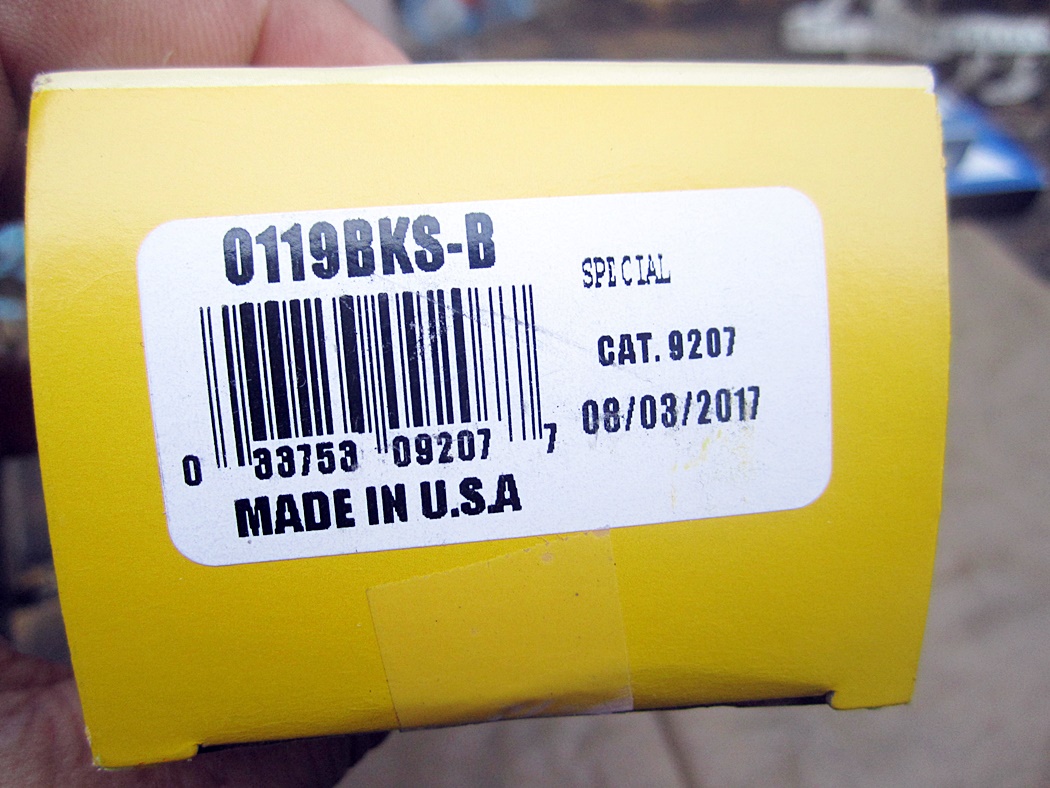 0119BKS-B
SPECIAL
CAT. 9207
08/03/2017
0 33753 09207 7
MADE IN U.S.A